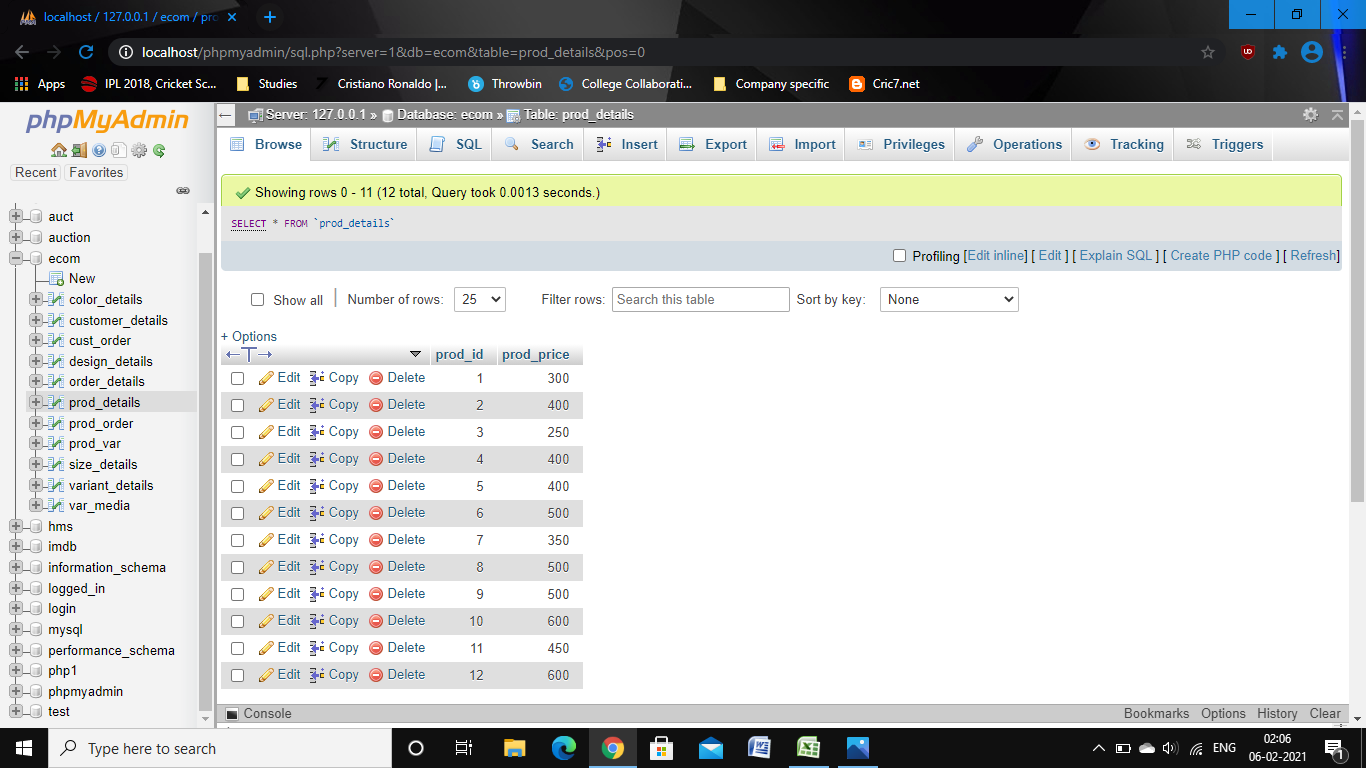 localhost / 127.0.0.1 / ecom / pro
localhost/phpmyadmin/sql.php?server=1&db=ecom&table=prod_details&pos=0
Apps IPL 2018, Cricket Sc... Studies Cristiano Ronaldo |... Throwbin College Collaborati... Company specific Cric7.net
phpMyAdmin
Recent Favorites
auct
auction
ecom
New
color_details
customer_details
cust_order
design_details
order_details
prod_details
prod_order
prod_var
size_details
variant_details
var_media
hms
imdb
information_schema
logged_in
login
mysql
performance_schema
php1
phpmyadmin
test
Server: 127.0.0.1 » Database: ecom » Table: prod_details
Browse Structure SQL Search Insert Export Import Privileges Operations Tracking Triggers
Showing rows 0 - 11 (12 total, Query took 0.0013 seconds.)
SELECT * FROM `prod_details`
Profiling [Edit inline] [ Edit ] [ Explain SQL ] [ Create PHP code ] [ Refresh]
Show all | Number of rows: 25 Filter rows: Search this table Sort by key: None
+ Options
←T→ prod_id prod_price
Edit Copy Delete 1 300
Edit Copy Delete 2 400
Edit Copy Delete 3 250
Edit Copy Delete 4 400
Edit Copy Delete 5 400
Edit Copy Delete 6 500
Edit Copy Delete 7 350
Edit Copy Delete 8 500
Edit Copy Delete 9 500
Edit Copy Delete 10 600
Edit Copy Delete 11 450
Edit Copy Delete 12 600
Console Bookmarks Options History Clear
Type here to search
ENG
02:06
06-02-2021
1